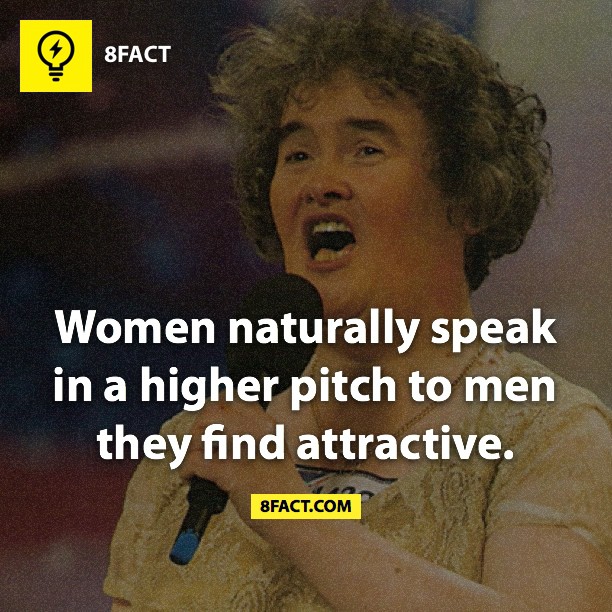 8FACT
Women naturally speak
in a higher pitch to men
they find attractive.
8FACT.COM